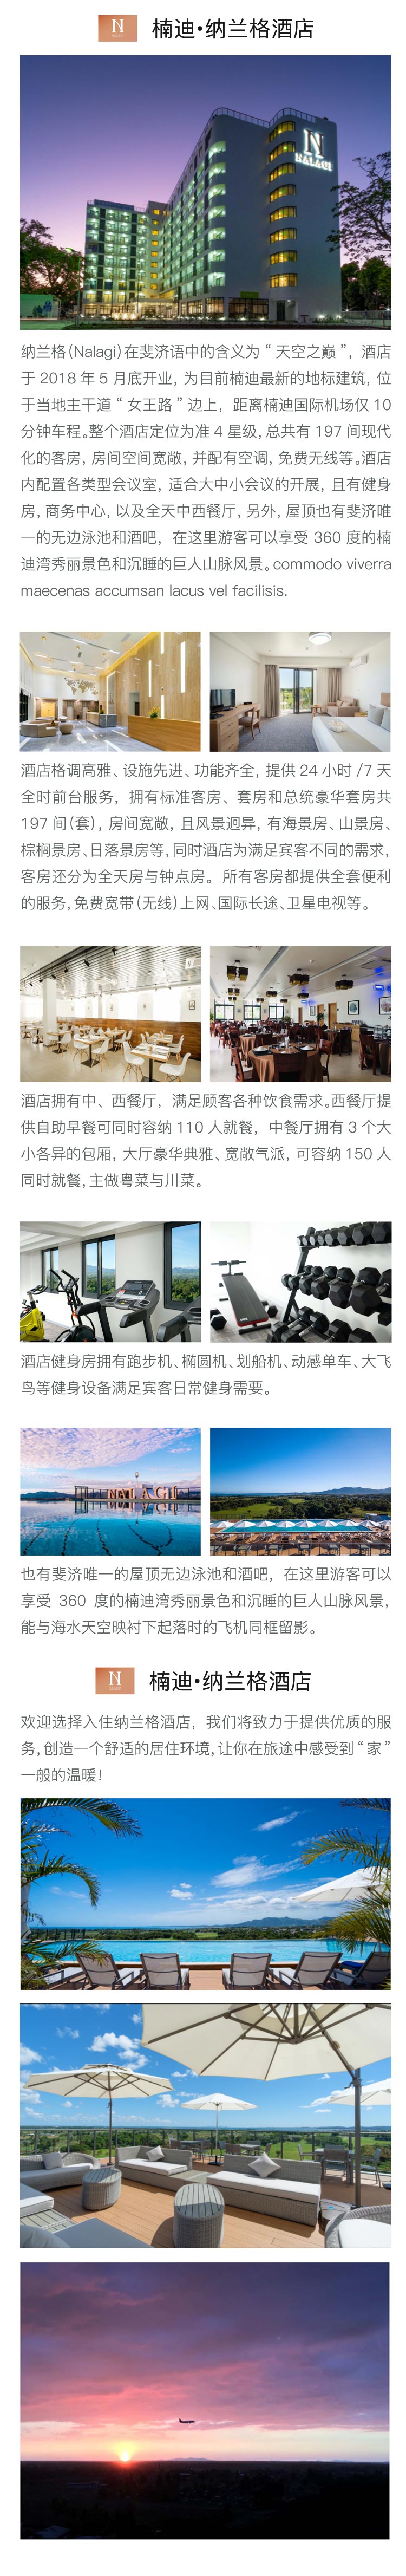 N
楠迪•纳兰格酒店
N
NALAGI
纳兰格（Nalagi）在斐济语中的含义为“天空之巅”，酒店
于 2018 年 5 月底开业，为目前楠迪最新的地标建筑，位
于当地主干道“女王路”边上，距离楠迪国际机场仅 10
分钟车程。整个酒店定位为准 4 星级，总共有 197 间现代
化的客房，房间空间宽敞，并配有空调，免费无线等。酒店
内配置各类型会议室，适合大中小会议的开展，且有健身
房，商务中心，以及全天中西餐厅，另外，屋顶也有斐济唯
一的无边泳池和酒吧，在这里游客可以享受 360 度的楠
迪湾秀丽景色和沉睡的巨人山脉风景。commodo viverra
maecenas accumsan lacus vel facilisis.
酒店格调高雅、设施先进、功能齐全，提供 24 小时 /7 天
全时前台服务，拥有标准客房、套房和总统豪华套房共
197 间（套），房间宽敞，且风景迥异，有海景房、山景房、
棕榈景房、日落景房等，同时酒店为满足宾客不同的需求，
客房还分为全天房与钟点房。所有客房都提供全套便利
的服务，免费宽带（无线）上网、国际长途、卫星电视等。
酒店拥有中、西餐厅，满足顾客各种饮食需求。西餐厅提
供自助早餐可同时容纳 110 人就餐，中餐厅拥有 3 个大
小各异的包厢，大厅豪华典雅、宽敞气派，可容纳 150 人
同时就餐，主做粤菜与川菜。
酒店健身房拥有跑步机、椭圆机、划船机、动感单车、大飞
鸟等健身设备满足宾客日常健身需要。
NALAGI
也有斐济唯一的屋顶无边泳池和酒吧，在这里游客可以
享受 360 度的楠迪湾秀丽景色和沉睡的巨人山脉风景，
能与海水天空映衬下起落时的飞机同框留影。
N
楠迪•纳兰格酒店
欢迎选择入住纳兰格酒店，我们将致力于提供优质的服
务，创造一个舒适的居住环境，让你在旅途中感受到“家”
一般的温暖！